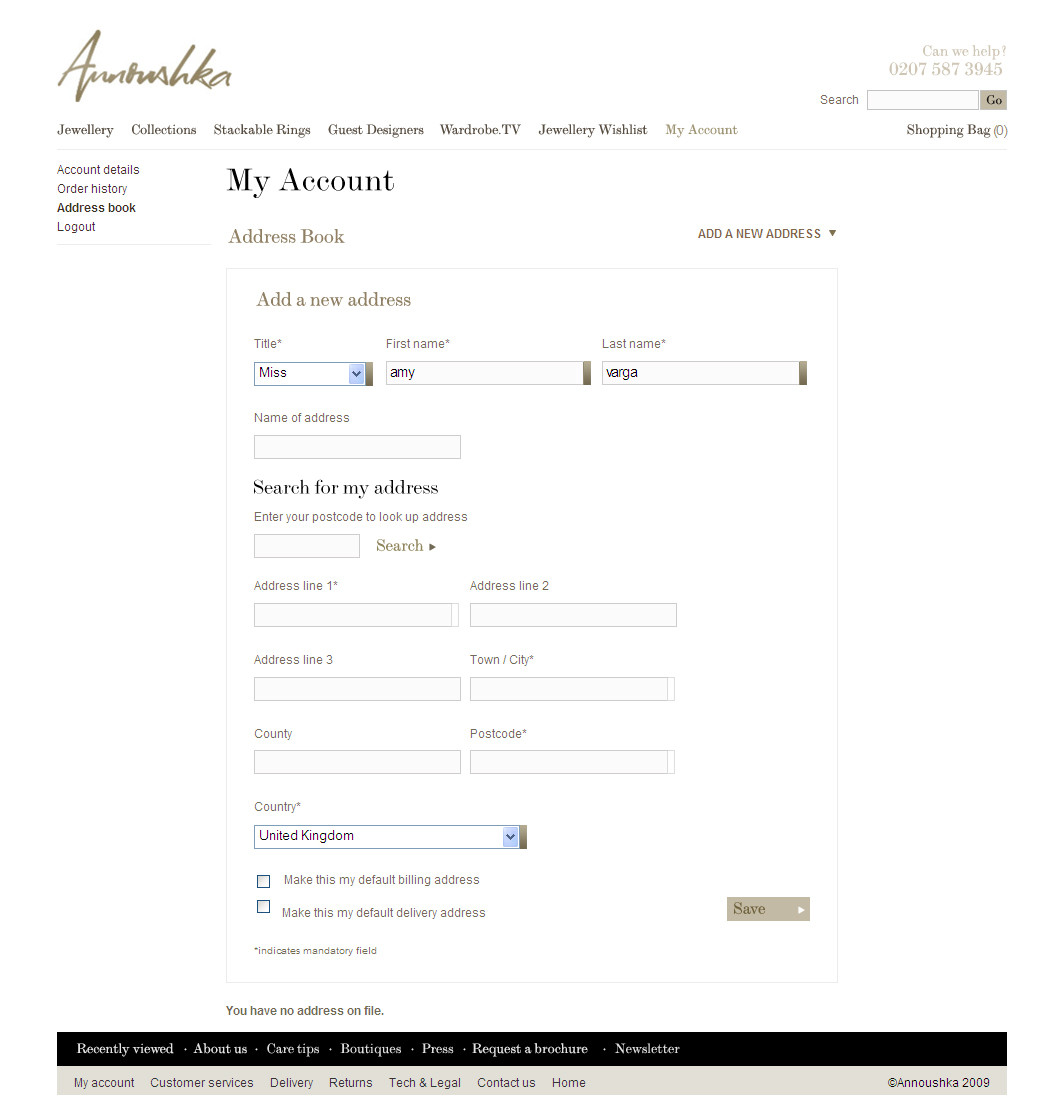 Annoushka
Can we help?
0207 587 3945
Search Go
Jewellery Collections Stackable Rings Guest Designers Wardrobe.TV Jewellery Wishlist My Account Shopping Bag (0)
Account details
Order history
Address book
Logout
My Account
Address Book ADD A NEW ADDRESS ▼
Add a new address
Title* First name* Last name*
Miss amy varga
Name of address
Search for my address
Enter your postcode to look up address
Search ►
Address line 1* Address line 2
Address line 3 Town / City*
County Postcode*
Country*
United Kingdom
Make this my default billing address
Make this my default delivery address
Save
*indicates mandatory field
You have no address on file.
Recently viewed · About us · Care tips · Boutiques · Press · Request a brochure · Newsletter
My account Customer services Delivery Returns Tech & Legal Contact us Home ©Annoushka 2009